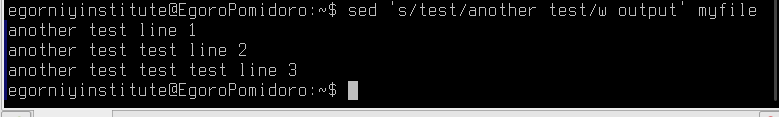 egorniyinstitute@EgoroPomidoro:~$ sed 's/test/another test/w output' myfile
another test line 1
another test test line 2
another test test test line 3
egorniyinstitute@EgoroPomidoro:~$